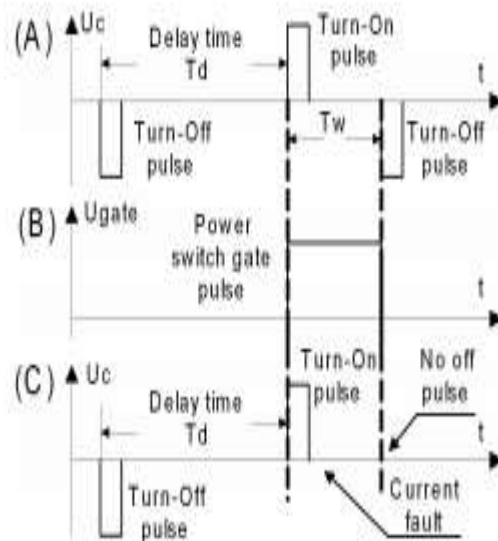 (A)
Uc
Delay time
Td
Turn-On
pulse
t
Turn-Off
pulse
Tw
Turn-Off
pulse
(B)
Ugate
Power
switch gate
pulse
t
(C)
Uc
Delay time
Td
Turn-On
pulse
No off
pulse
t
Turn-Off
pulse
Current
fault